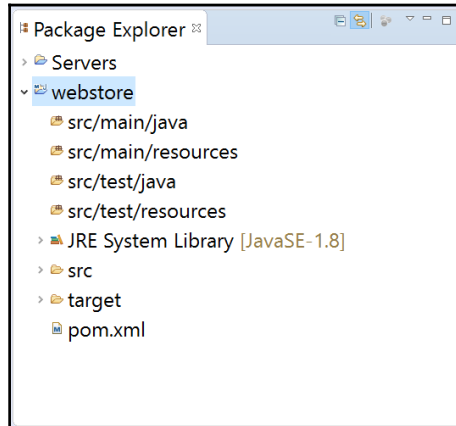 Package Explorer
Servers
webstore
src/main/java
src/main/resources
src/test/java
src/test/resources
JRE System Library [JavaSE-1.8]
src
target
pom.xml